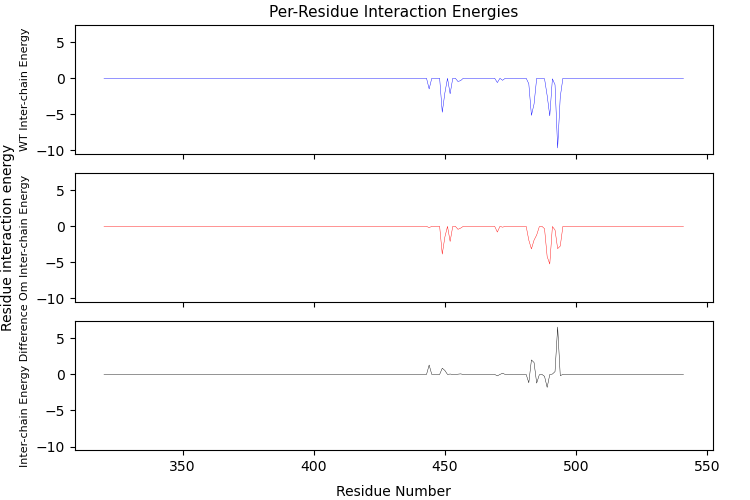 Per-Residue Interaction Energies
Residue interaction energy
WT Inter-chain Energy
5
0
−5
−10
Om Inter-chain Energy
5
0
−5
−10
Inter-chain Energy Difference
5
0
−5
−10
350
400
450
500
550
Residue Number